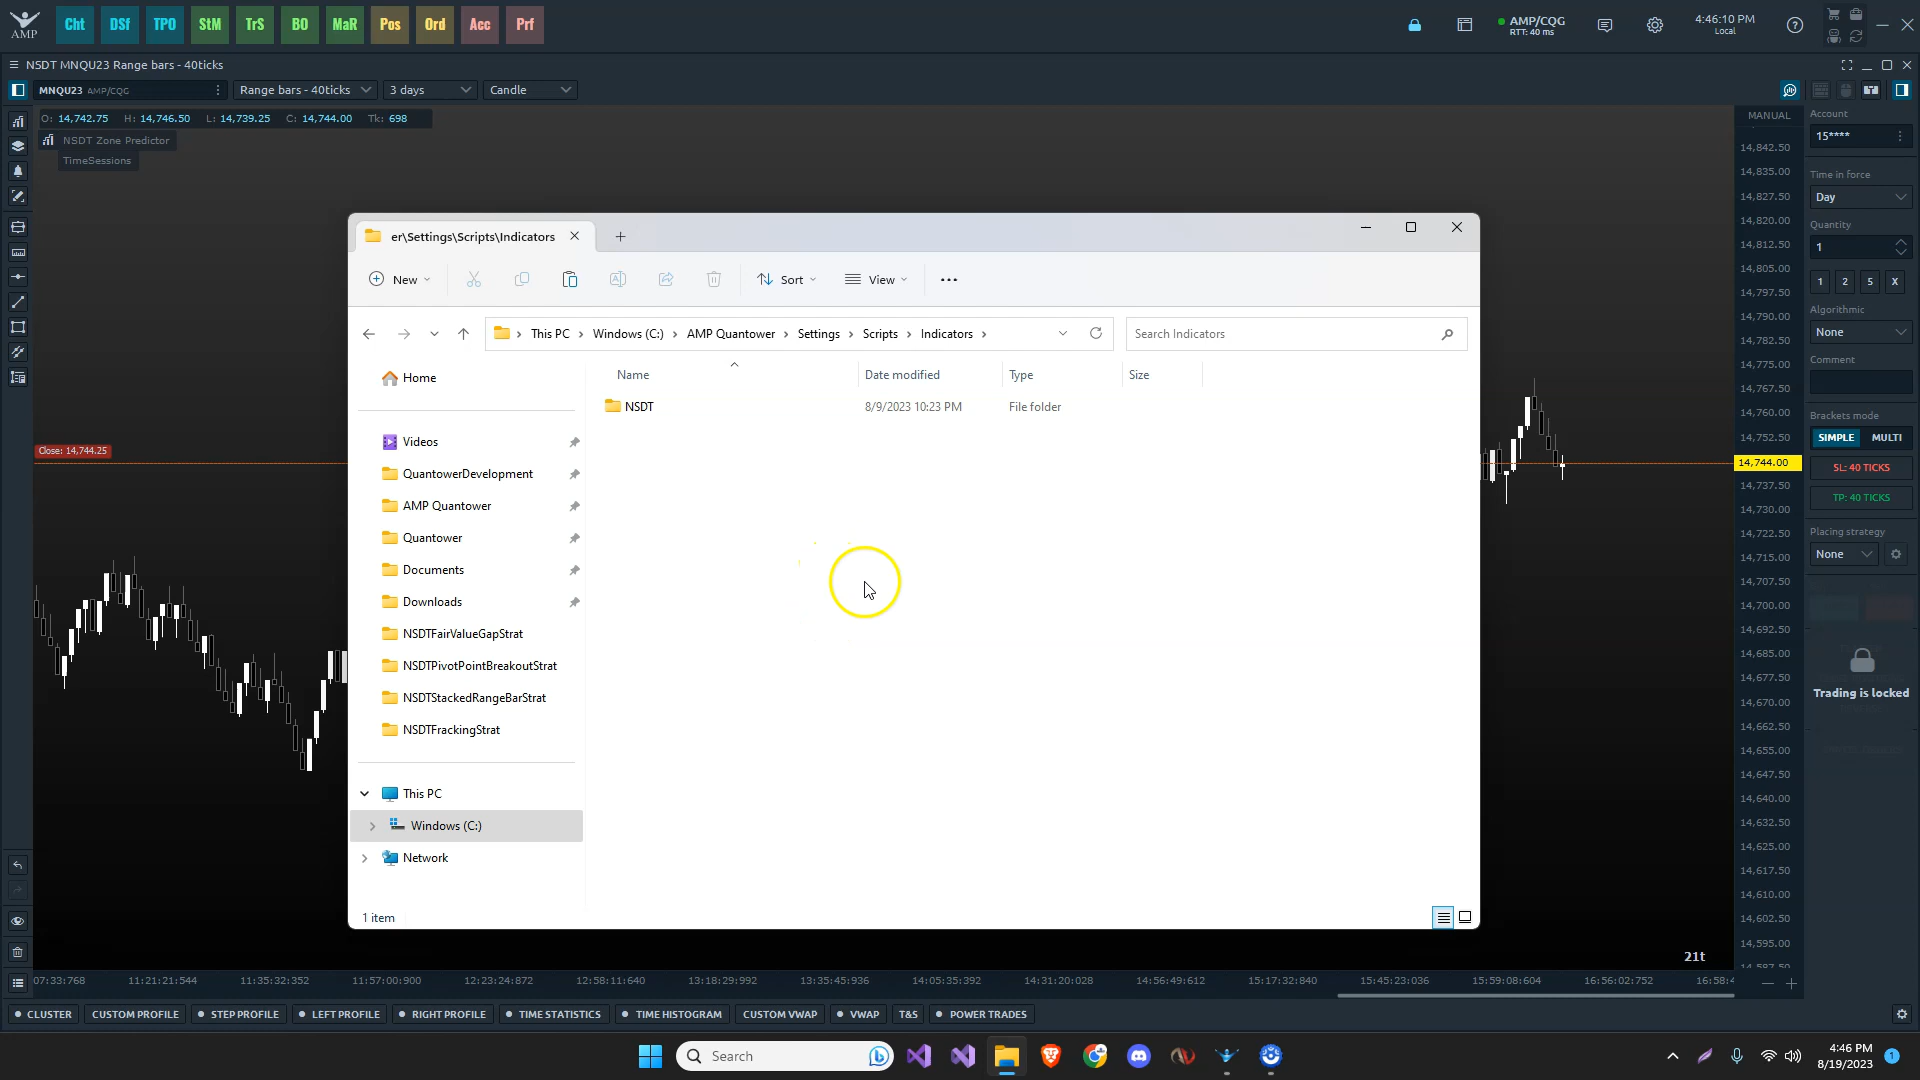 AMP
Cht
DSf
TPO
StM
TrS
BO
MaR
Pos
Ord
Acc
Prf
AMP/CQG
RTT: 40 ms
4:46:10 PM
Local
NSDT MNQU23 Range bars - 40ticks
MNQU23 AMP/CQG
Range bars - 40ticks
3 days
Candle
O: 14,742.75 H: 14,746.50 L: 14,739.25 C: 14,744.00 Tk: 698
NSDT Zone Predictor
TimeSessions
Close: 14,744.25
er\Settings\Scripts\Indicators
New
Sort
View
This PC > Windows (C:) > AMP Quantower > Settings > Scripts > Indicators >
Search Indicators
Home
Videos
QuantowerDevelopment
AMP Quantower
Quantower
Documents
Downloads
NSDTFairValueGapStrat
NSDTPivotPointBreakoutStrat
NSDTStackedRangeBarStrat
NSDTFrackingStrat
This PC
Windows (C:)
Network
1 item
Name
Date modified
Type
Size
NSDT
8/9/2023 10:23 PM
File folder
MANUAL
14,842.50
14,835.00
14,827.50
14,820.00
14,812.50
14,805.00
14,797.50
14,790.00
14,782.50
14,775.00
14,767.50
14,760.00
14,752.50
14,744.00
14,737.50
14,730.00
14,722.50
14,715.00
14,707.50
14,700.00
14,692.50
14,685.00
14,677.50
14,670.00
14,662.50
14,655.00
14,647.50
14,640.00
14,632.50
14,625.00
14,617.50
14,610.00
14,602.50
14,595.00
14,587.50
Account
15****
Time in force
Day
Quantity
1
1
2
5
X
Algorithmic
None
Comment
Brackets mode
SIMPLE
MULTI
SL: 40 TICKS
TP: 40 TICKS
Placing strategy
None
Trading is locked
21t
07:33:768
11:21:21:544
11:35:32:352
11:57:00:900
12:23:24:872
12:58:11:640
13:18:29:992
13:35:45:936
14:05:35:392
14:31:20:028
14:56:49:612
15:17:32:840
15:45:23:036
15:59:08:604
16:56:02:752
16:58:4
CLUSTER
CUSTOM PROFILE
STEP PROFILE
LEFT PROFILE
RIGHT PROFILE
TIME STATISTICS
TIME HISTOGRAM
CUSTOM VWAP
VWAP
T&S
POWER TRADES
Search
4:46 PM
8/19/2023
1